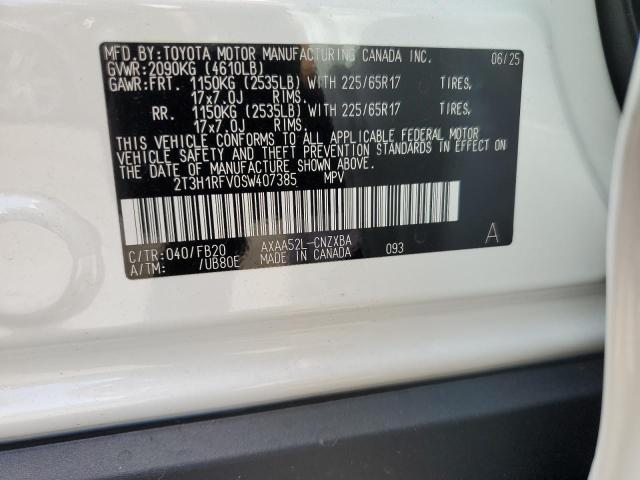 MFD.BY:TOYOTA MOTOR MANUFACTURING CANADA INC. 06/25
GVWR:2090KG (4610LB)
GAWR:FRT. 1150KG (2535LB) WITH 225/65R17 TIRES,
17x7.0J RIMS.
RR. 1150KG (2535LB) WITH 225/65R17 TIRES,
17x7.0J RIMS.
THIS VEHICLE CONFORMS TO ALL APPLICABLE FEDERAL MOTOR
VEHICLE SAFETY AND THEFT PREVENTION STANDARDS IN EFFECT ON
THE DATE OF MANUFACTURE SHOWN ABOVE.
2T3H1RFV0SW407385 MPV
C/TR:040/FB20 AXAA52L-CNZXBA 093 A
A/TM: /UB80E MADE IN CANADA